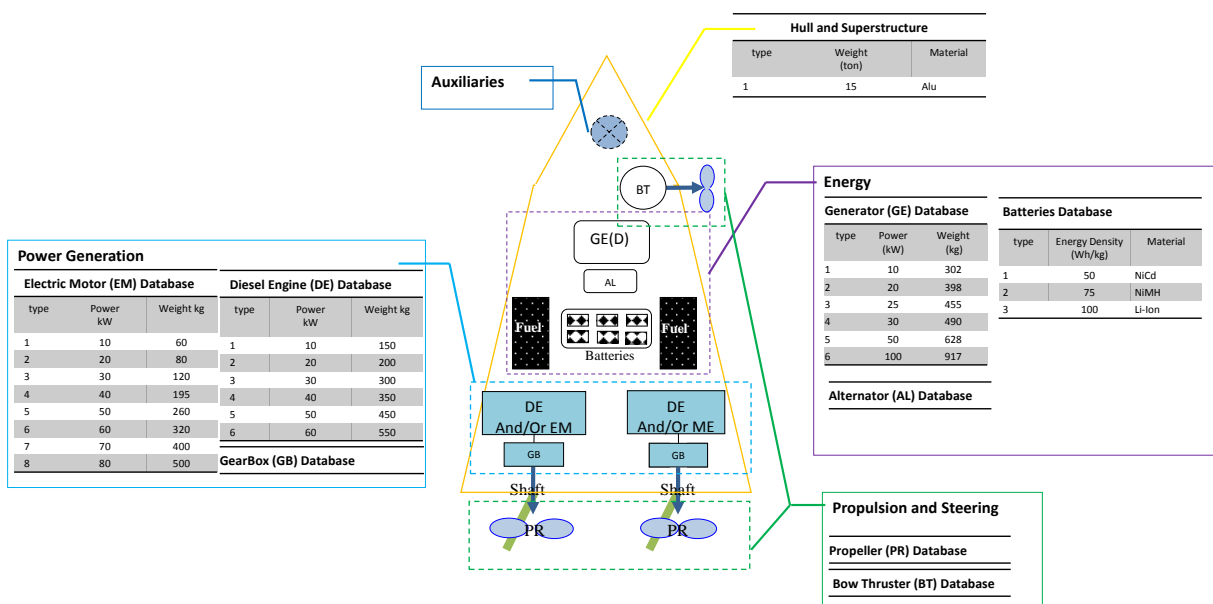 Hull and Superstructure
type Weight Material
(ton)
1 15 Alu
Auxiliaries
BT
GE(D)
AL
Fuel Fuel
Batteries
DE
And/Or EM
DE
And/Or ME
GB GB
Shaft Shaft
PR PR
Power Generation
Electric Motor (EM) Database
type Power Weight kg
kW
1 10 60
2 20 80
3 30 120
4 40 195
5 50 260
6 60 320
7 70 400
8 80 500
Diesel Engine (DE) Database
type Power Weight kg
kW
1 10 150
2 20 200
3 30 300
4 40 350
5 50 450
6 60 550
GearBox (GB) Database
Energy
Generator (GE) Database
type Power Weight
(kW) (kg)
1 10 302
2 20 398
3 25 455
4 30 490
5 50 628
6 100 917
Alternator (AL) Database
Batteries Database
type Energy Density Material
(Wh/kg)
1 50 NiCd
2 75 NiMH
3 100 Li-Ion
Propulsion and Steering
Propeller (PR) Database
Bow Thruster (BT) Database